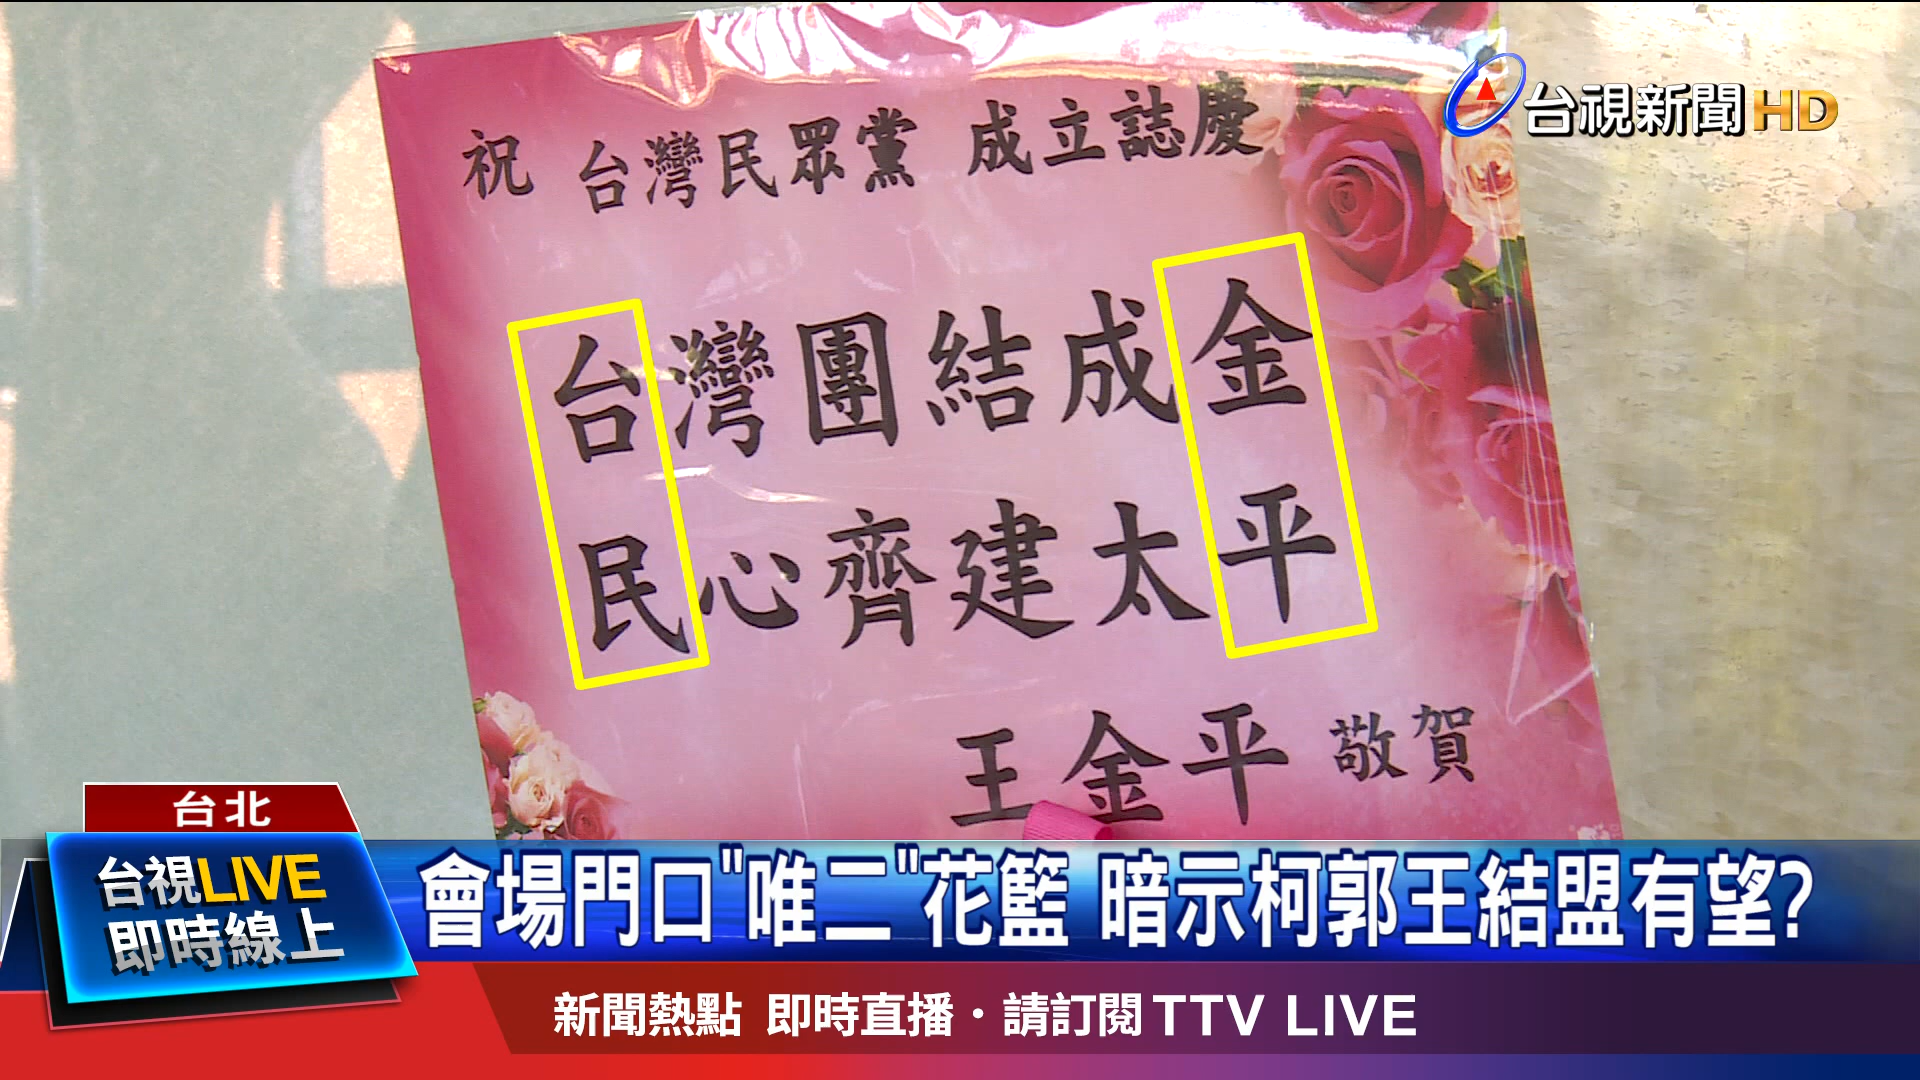 台視新聞HD
祝 台灣民眾黨 成立誌慶
台灣團結成金
民心齊建太平
王金平 敬賀
台北
台視LIVE
即時線上
會場門口"唯二"花籃 暗示柯郭王結盟有望?
新聞熱點 即時直播・請訂閱TTV LIVE